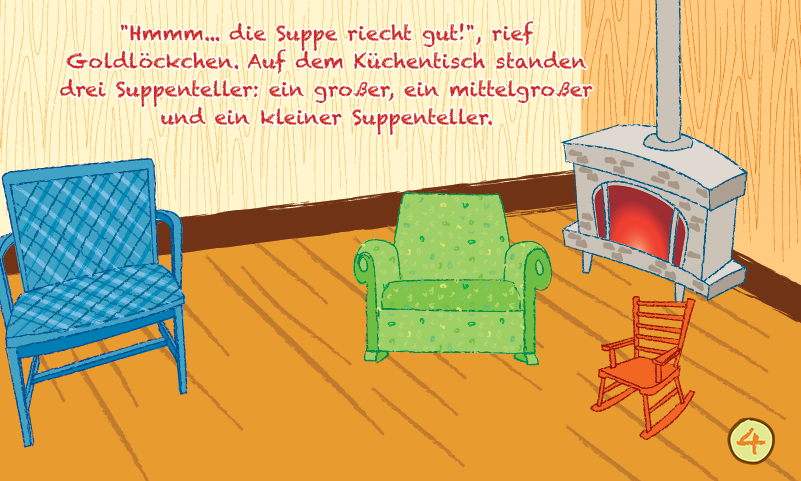 "Hmmm... die Suppe riecht gut!", rief
Goldlöckchen. Auf dem Küchentisch standen
drei Suppenteller: ein großer, ein mittelgroßer
und ein kleiner Suppenteller.
4